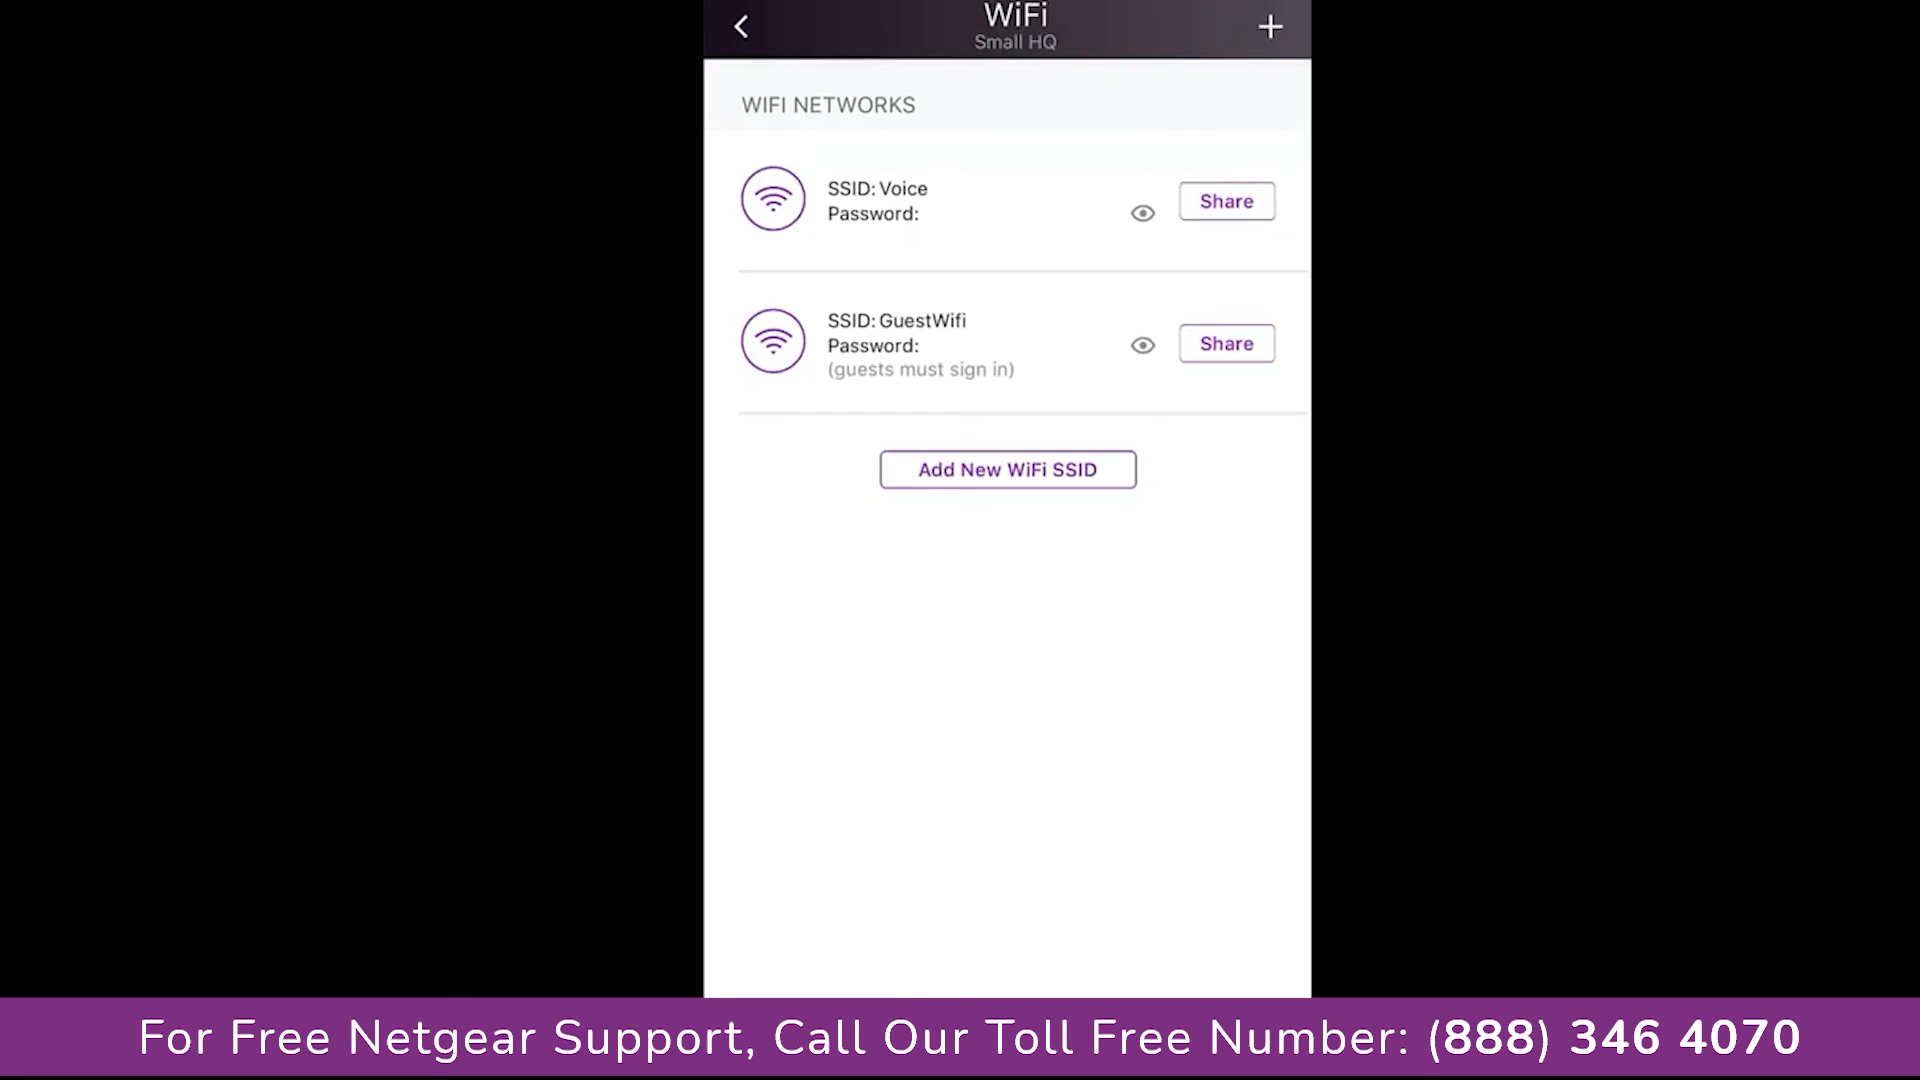 WiFi
Small HQ
WIFI NETWORKS
SSID: Voice
Password:
Share
SSID: GuestWifi
Password:
(guests must sign in)
Share
Add New WiFi SSID
For Free Netgear Support, Call Our Toll Free Number: (888) 346 4070